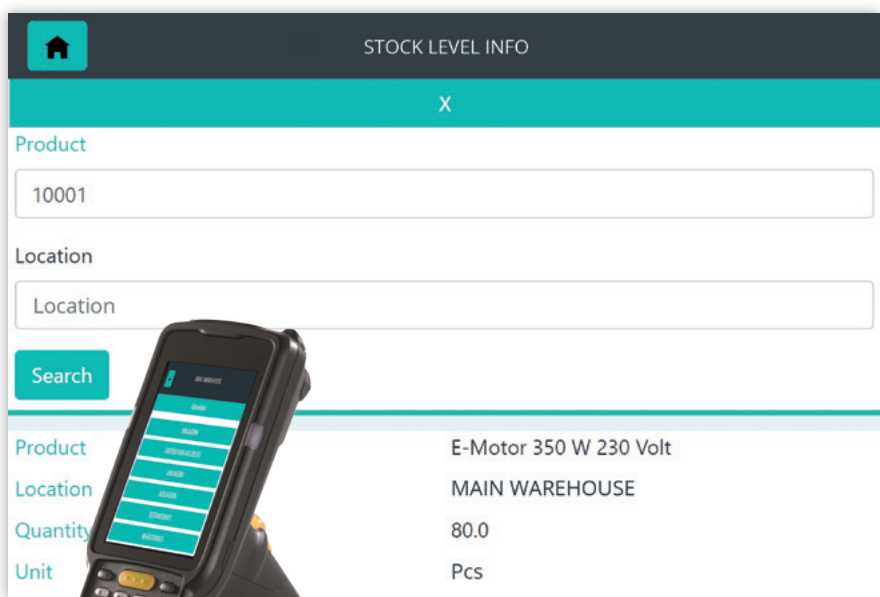 STOCK LEVEL INFO
X
Product
10001
Location
Location
Search
Product E-Motor 350 W 230 Volt
Location MAIN WAREHOUSE
Quantity 80.0
Unit Pcs